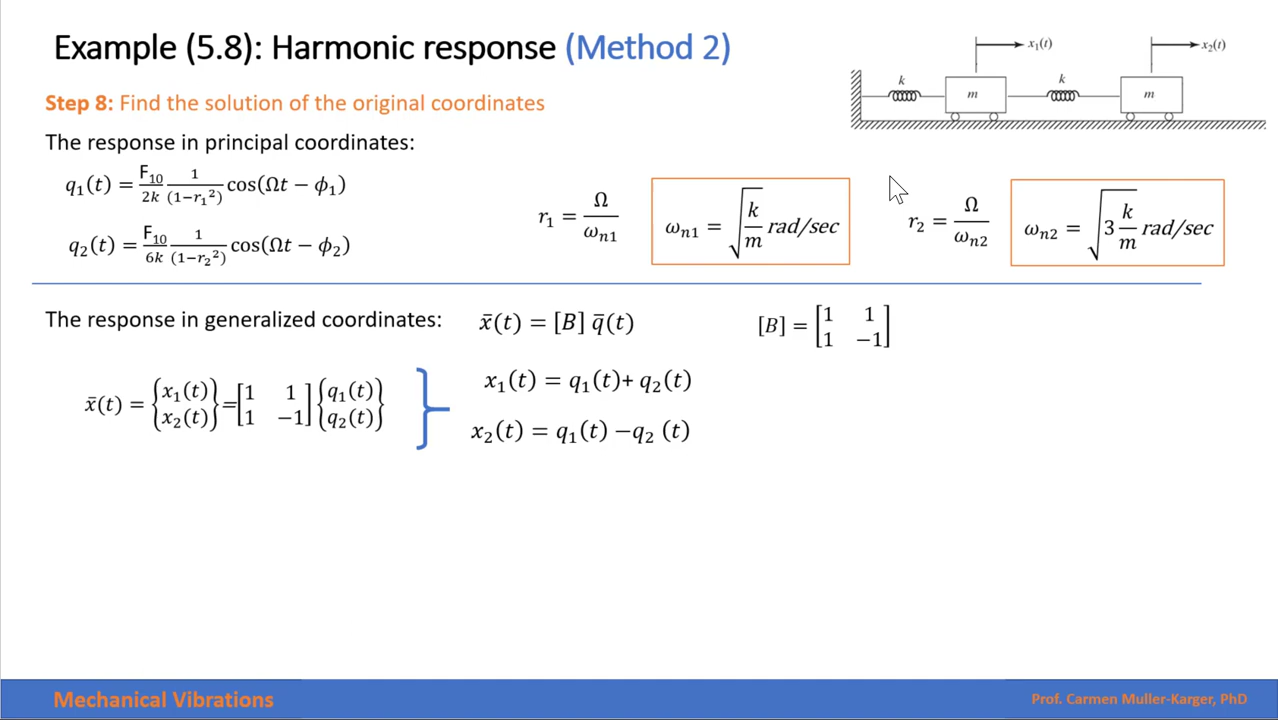 Example (5.8): Harmonic response (Method 2)
Step 8: Find the solution of the original coordinates
x₁(t)
x₂(t)
k
m
k
m
The response in principal coordinates:
q₁(t) = F₁₀/2k 1/(1−r₁²) cos(Ωt − ϕ₁)
q₂(t) = F₁₀/6k 1/(1−r₂²) cos(Ωt − ϕ₂)
r₁ = Ω/ωₙ₁
ωₙ₁ = √(k/m) rad/sec
r₂ = Ω/ωₙ₂
ωₙ₂ = √(3 k/m) rad/sec
The response in generalized coordinates:
x̄(t) = [B] q̄(t)
[B] = [1 1; 1 −1]
x̄(t) = {x₁(t); x₂(t)} = [1 1; 1 −1] {q₁(t); q₂(t)}
x₁(t) = q₁(t)+ q₂(t)
x₂(t) = q₁(t) −q₂ (t)
Mechanical Vibrations
Prof. Carmen Muller-Karger, PhD